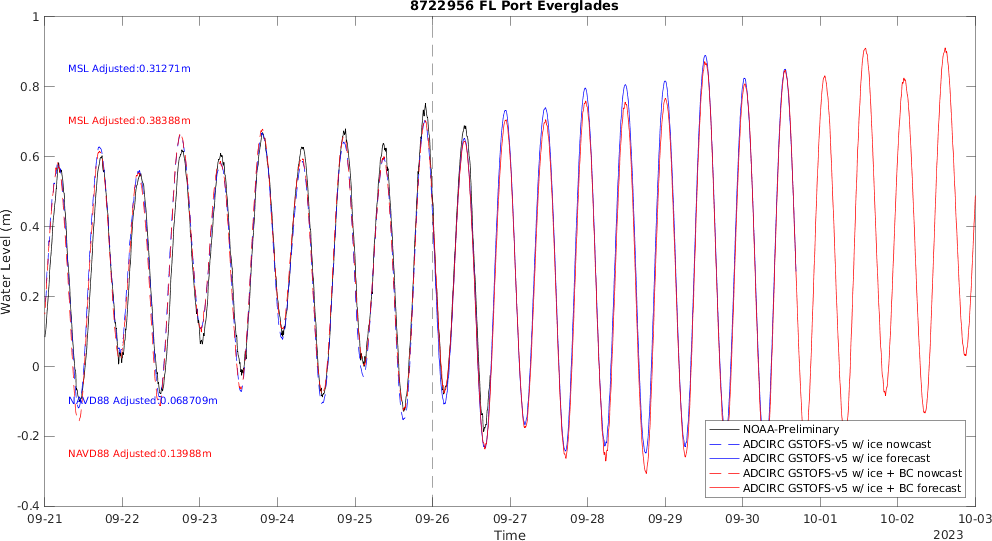 8722956 FL Port Everglades
1
0.8
0.6
0.4
0.2
0
-0.2
-0.4
Water Level (m)
MSL Adjusted:0.31271m
MSL Adjusted:0.38388m
NAVD88 Adjusted:0.068709m
NAVD88 Adjusted:0.13988m
NOAA-Preliminary
ADCIRC GSTOFS-v5 w/ ice nowcast
ADCIRC GSTOFS-v5 w/ ice forecast
ADCIRC GSTOFS-v5 w/ ice + BC nowcast
ADCIRC GSTOFS-v5 w/ ice + BC forecast
09-21 09-22 09-23 09-24 09-25 09-26 09-27 09-28 09-29 09-30 10-01 10-02 10-03
Time
2023